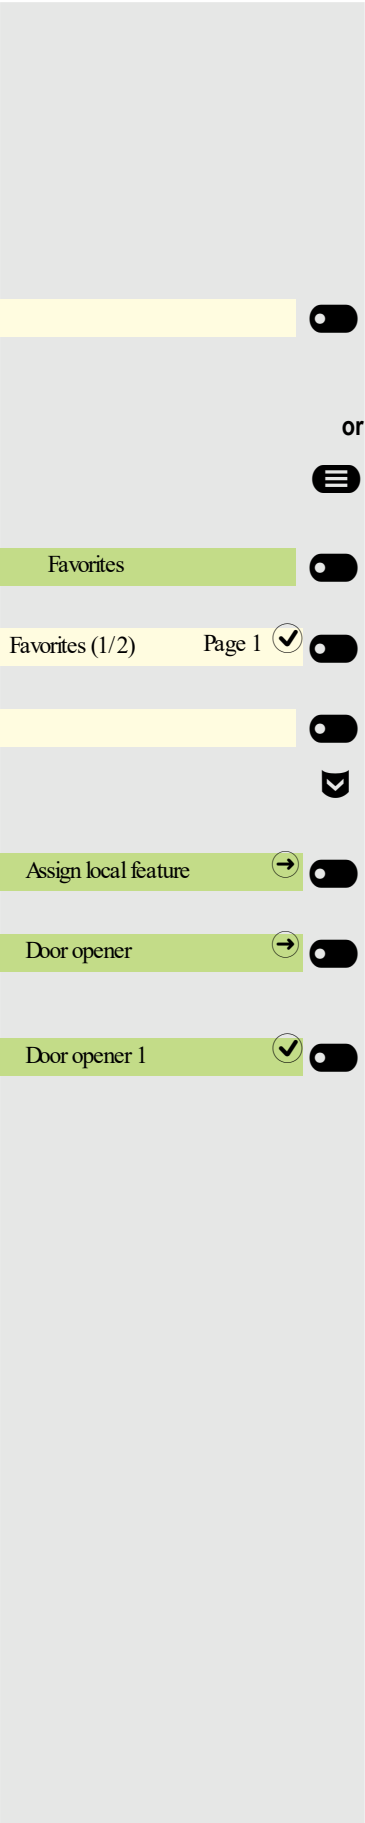 or
Favorites
Favorites (1/2) Page 1
Assign local feature
Door opener
Door opener 1